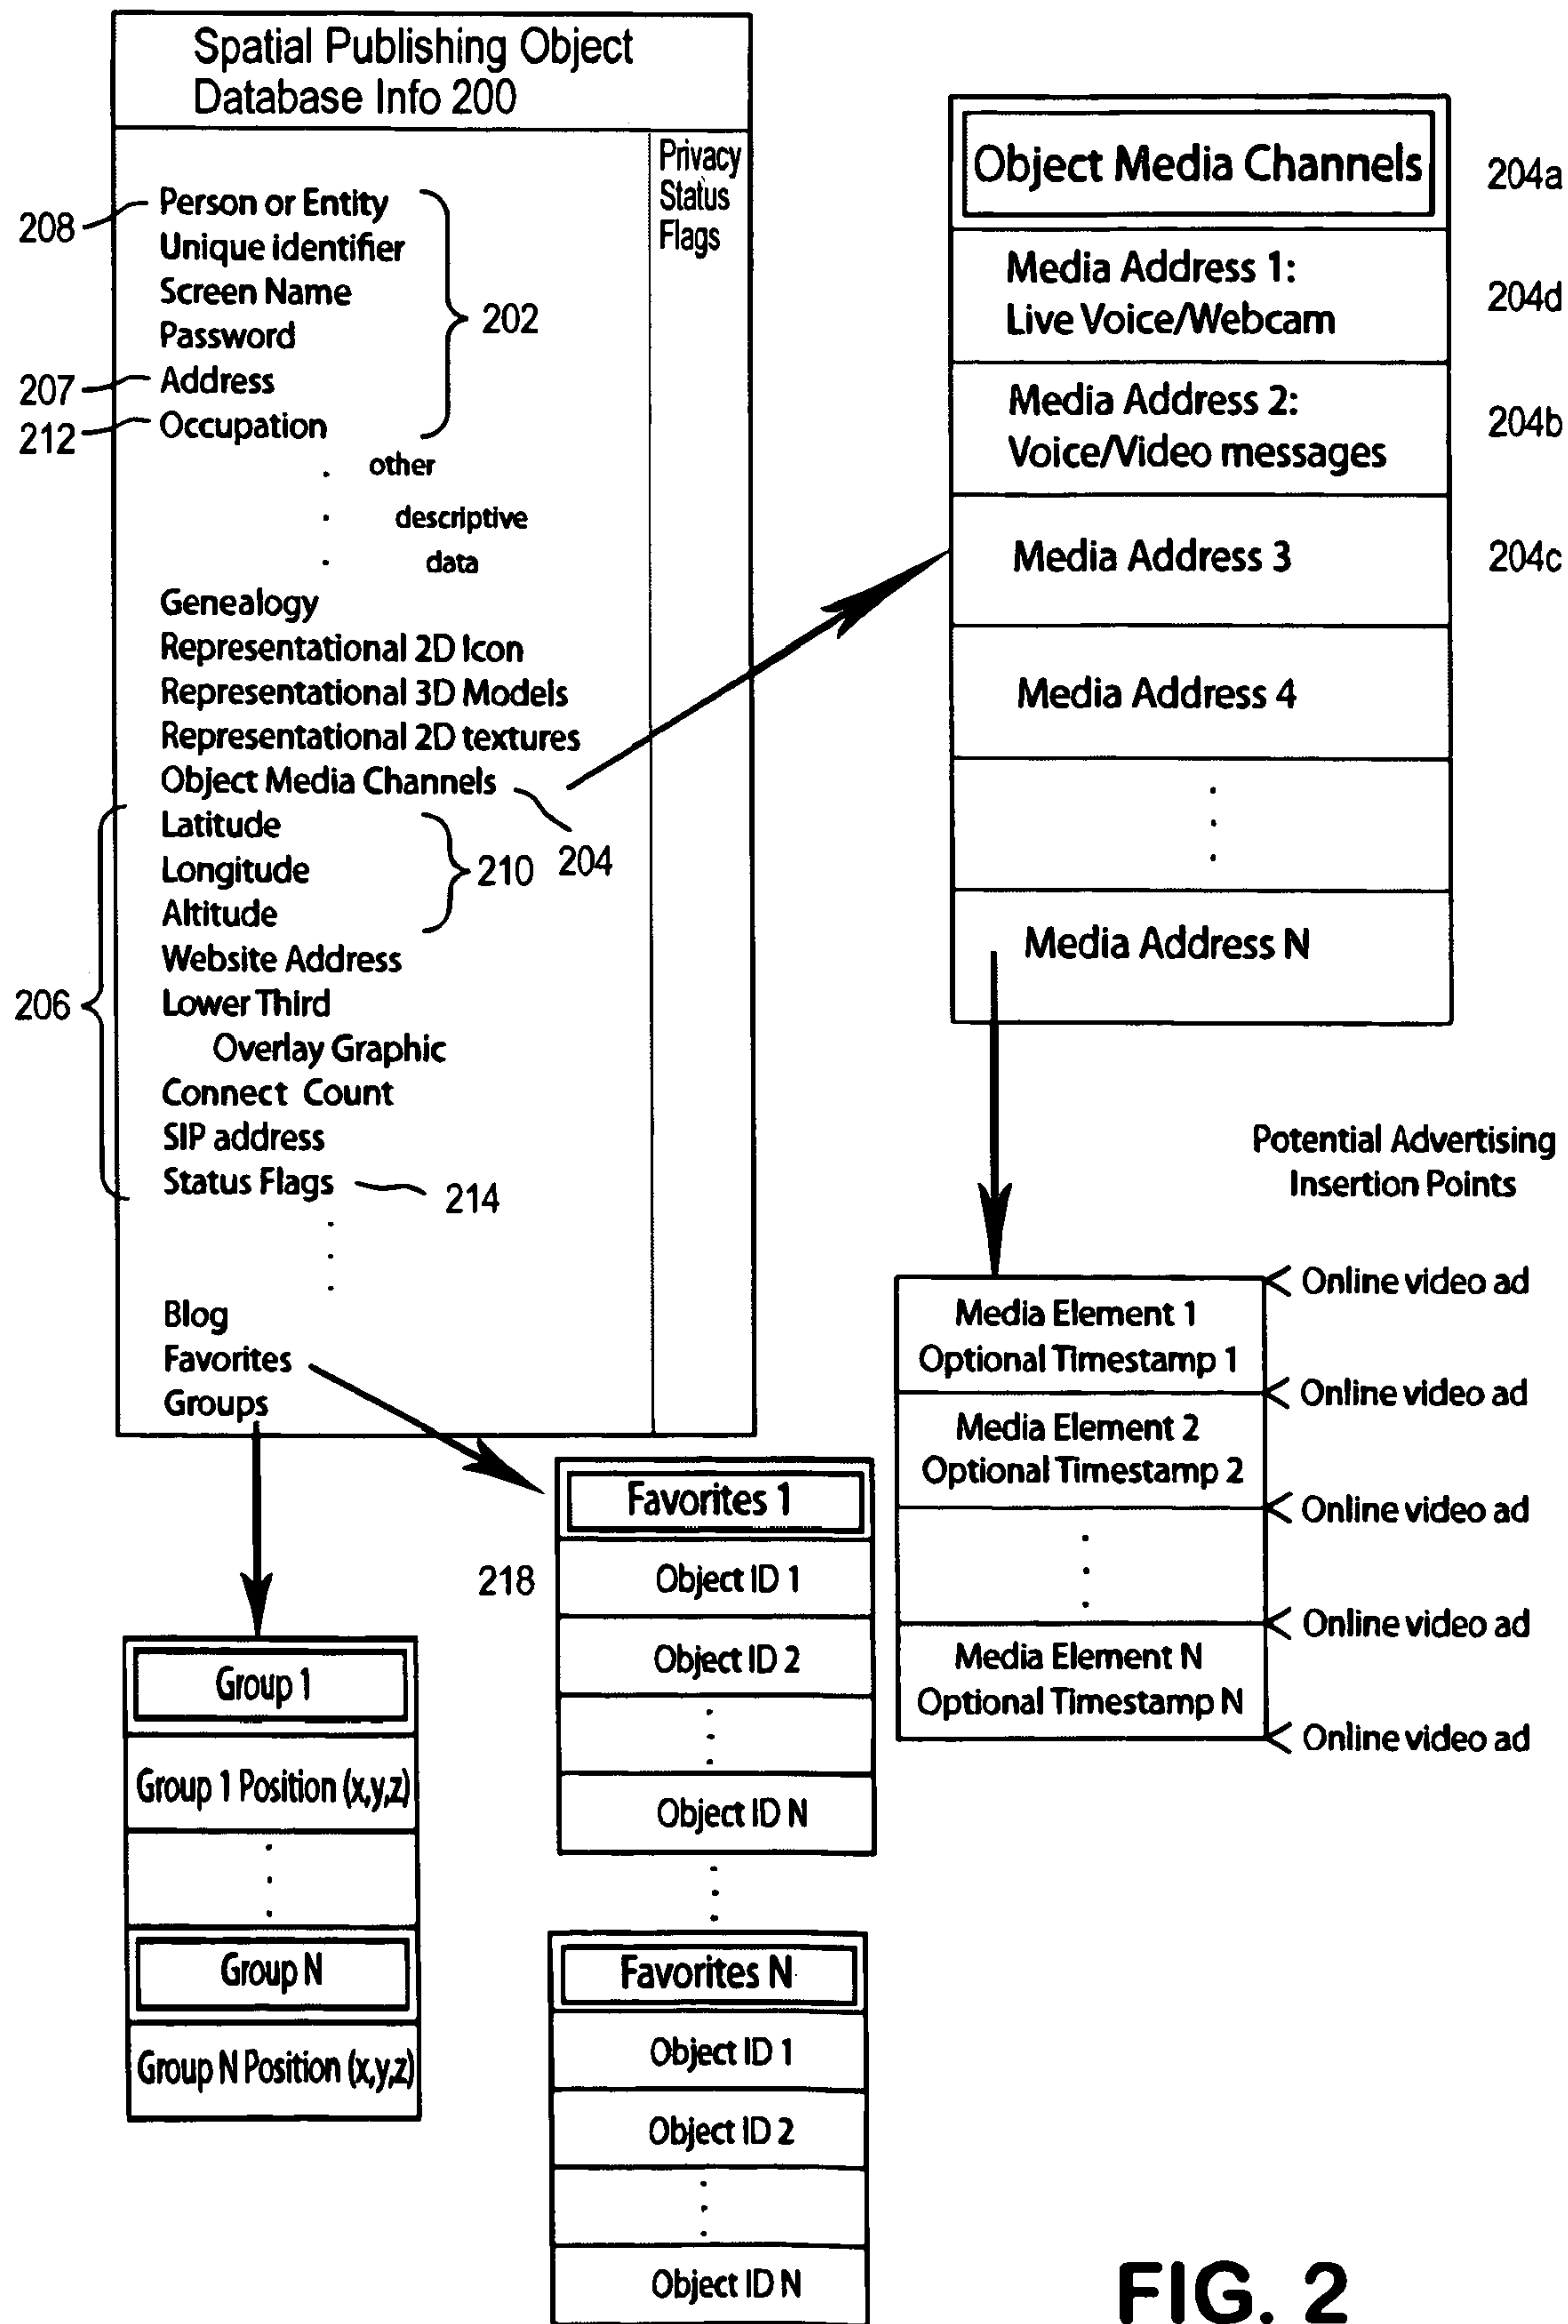 Spatial Publishing Object
Database Info 200
Privacy
Status
Flags
208
Person or Entity
Unique identifier
Screen Name
Password
202
207
Address
212
Occupation
. other
. descriptive
. data
Genealogy
Representational 2D Icon
Representational 3D Models
Representational 2D textures
Object Media Channels
204
206
Latitude
Longitude
Altitude
210
Website Address
Lower Third
Overlay Graphic
Connect Count
SIP address
Status Flags
214
.
.
.
Blog
Favorites
Groups
Object Media Channels
204a
Media Address 1:
Live Voice/Webcam
204d
Media Address 2:
Voice/Video messages
204b
Media Address 3
204c
Media Address 4
.
.
.
Media Address N
Potential Advertising
Insertion Points
Media Element 1
Optional Timestamp 1
Media Element 2
Optional Timestamp 2
.
.
.
Media Element N
Optional Timestamp N
Online video ad
Online video ad
Online video ad
Online video ad
Online video ad
Group 1
Group 1 Position (x,y,z)
.
.
.
Group N
Group N Position (x,y,z)
218
Favorites 1
Object ID 1
Object ID 2
.
.
.
Object ID N
.
.
.
Favorites N
Object ID 1
Object ID 2
.
.
.
Object ID N
FIG. 2